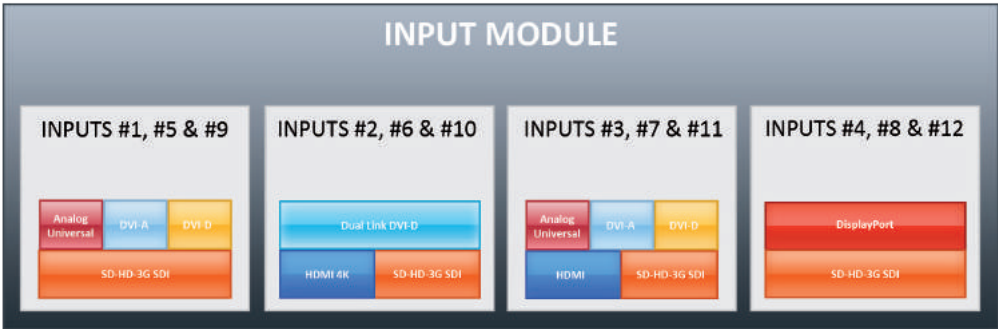 INPUT MODULE
INPUTS #1, #5 & #9
Analog
Universal
DVI-A
DVI-D
SD-HD-3G SDI
INPUTS #2, #6 & #10
Dual Link DVI-D
HDMI 4K
SD-HD-3G SDI
INPUTS #3, #7 & #11
Analog
Universal
DVI-A
DVI-D
HDMI
SD-HD-3G SDI
INPUTS #4, #8 & #12
DisplayPort
SD-HD-3G SDI